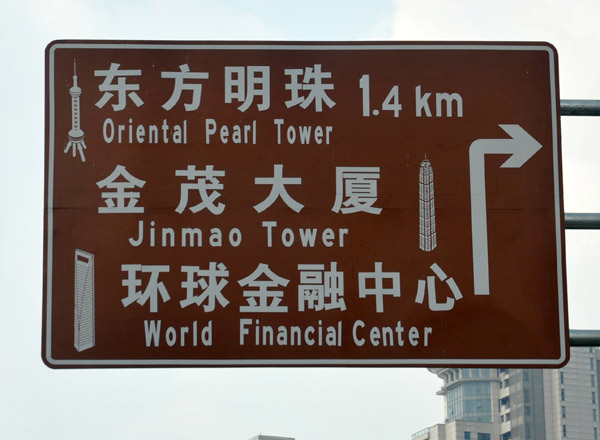 东方明珠 1.4 km
Oriental Pearl Tower
金茂大厦
Jinmao Tower
环球金融中心
World Financial Center